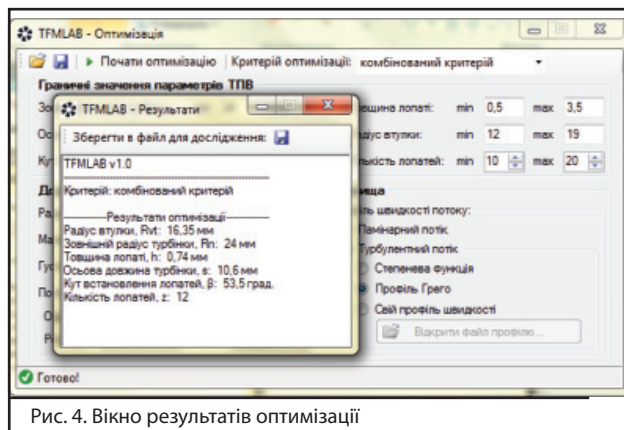 TFMLAB - Оптимизація
Почати оптимізацію Критерій оптимізації: комбінований критерій
Граничні значення параметрів ТПВ
TFMLAB - Результати
Зберегти в файл для дослідження:
TFMLAB v1.0
Критерій: комбінований критерій
-------------Результати оптимізації-------------
Радіус втулки, Rvt: 16,35 мм
Зовнішній радіус турбінки, Rn: 24 мм
Товщина лопаті, h: 0,74 мм
Осьова довжина турбінки, s: 10,6 мм
Кут встановлення лопатей, β: 53,5 град.
Кількість лопатей, z: 12
лопаті: min 0,5 max 3,5
втулки: min 12 max 19
лопатей: min 10 max 20
швидкості потоку:
Ламінарний потік
Турбулентний потік
Степенева функція
Профіль Грего
Свій профіль швидкості
Відкрити файл профілю...
Готово!
Рис. 4. Вікно результатів оптимізації